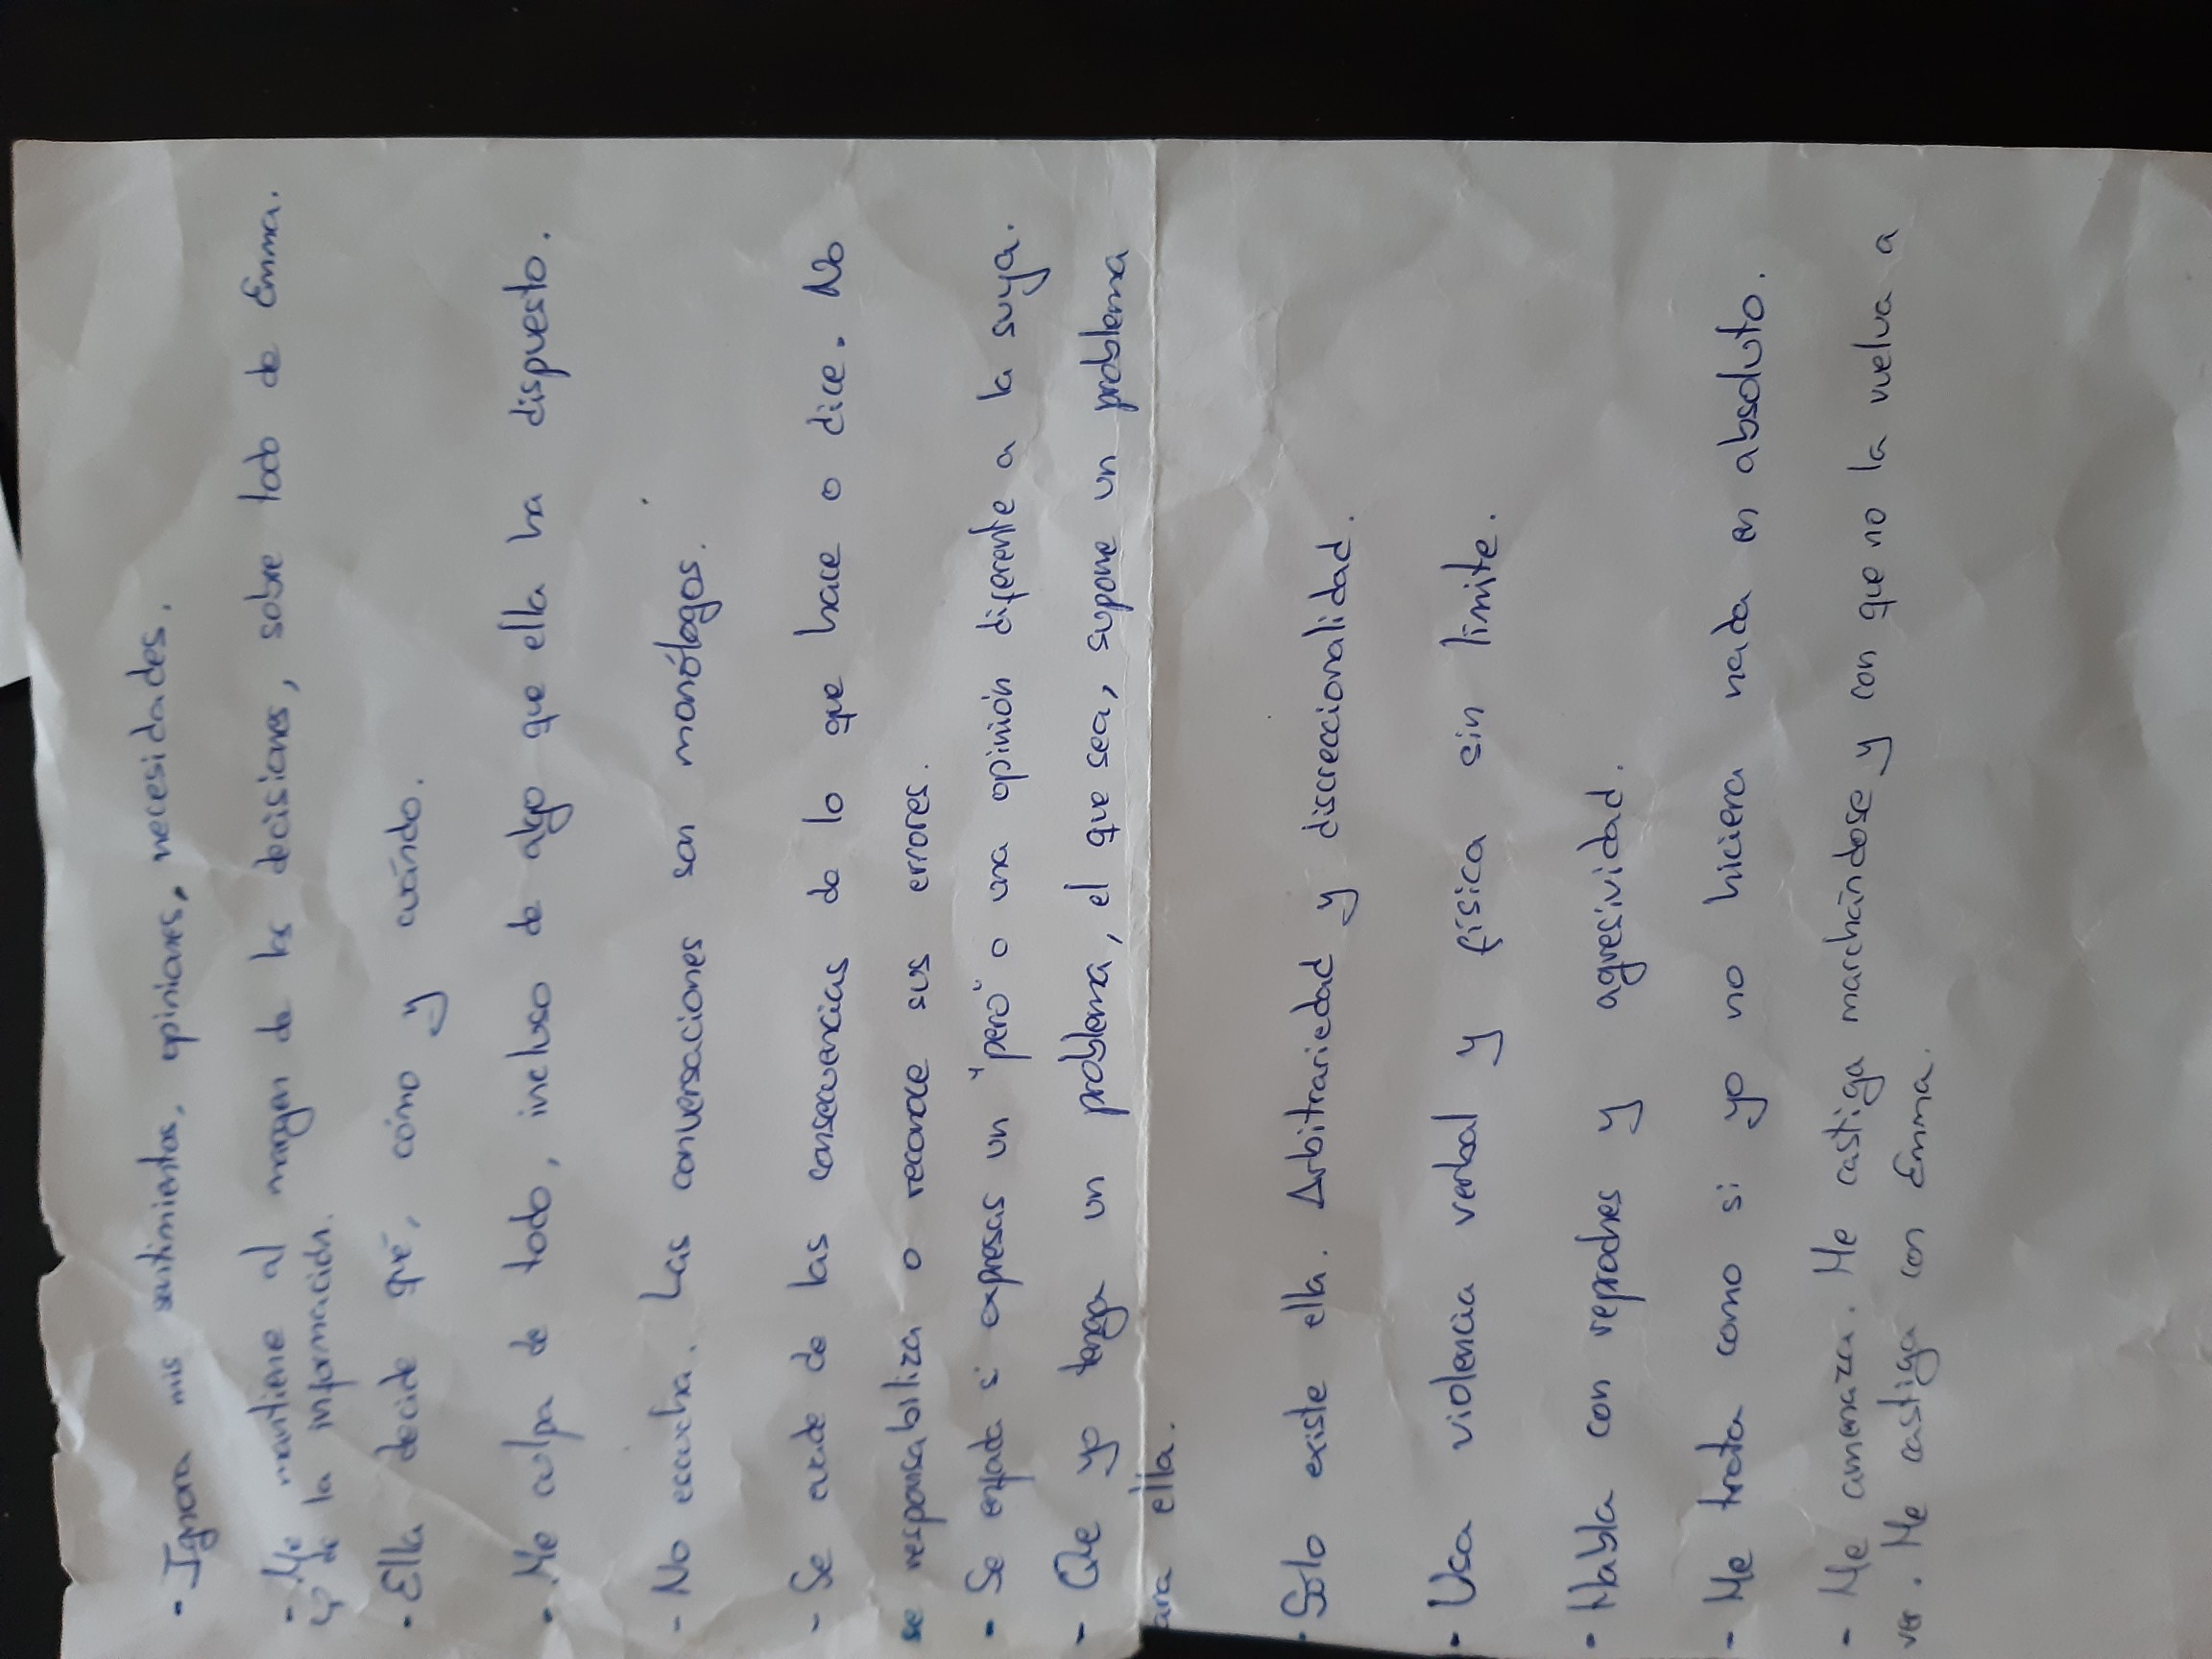 - Ignora mis sentimientos, opiniones, necesidades.
- Me mantiene al margen de las decisiones, sobre todo de Emma.
y de la información.
- Ella decide qué, cómo y cuándo.
- Me culpa de todo, incluso de algo que ella ha dispuesto.
- No escucha. Las conversaciones son monólogos.
- Se evade de las consecuencias de lo que hace o dice. No
se responsabiliza o reconoce sus errores.
- Se enfada si expresas un "pero" o una opinión diferente a la suya.
- Que yo tenga un problema, el que sea, supone un problema
ara ella.
- Solo existe ella. Arbitrariedad y discreccionalidad.
- Usa violencia verbal y física sin límite.
- Habla con reproches y agresividad.
- Me trata como si yo no hiciera nada en absoluto.
- Me amenaza. Me castiga marchándose y con que no la vuelva a
ver. Me castiga con Emma.